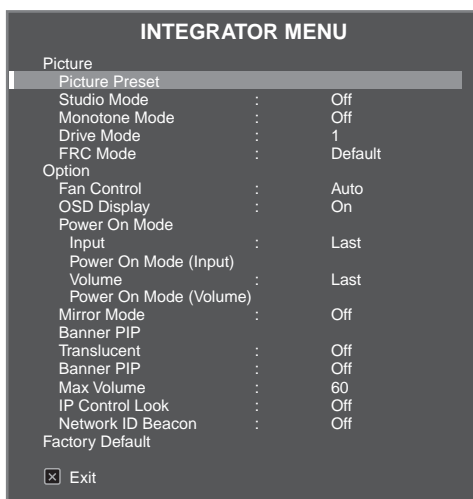 INTEGRATOR MENU
Picture
Picture Preset
Studio Mode : Off
Monotone Mode : Off
Drive Mode : 1
FRC Mode : Default
Option
Fan Control : Auto
OSD Display : On
Power On Mode
Input : Last
Power On Mode (Input)
Volume : Last
Power On Mode (Volume)
Mirror Mode : Off
Banner PIP
Translucent : Off
Banner PIP : Off
Max Volume : 60
IP Control Look : Off
Network ID Beacon : Off
Factory Default
Exit